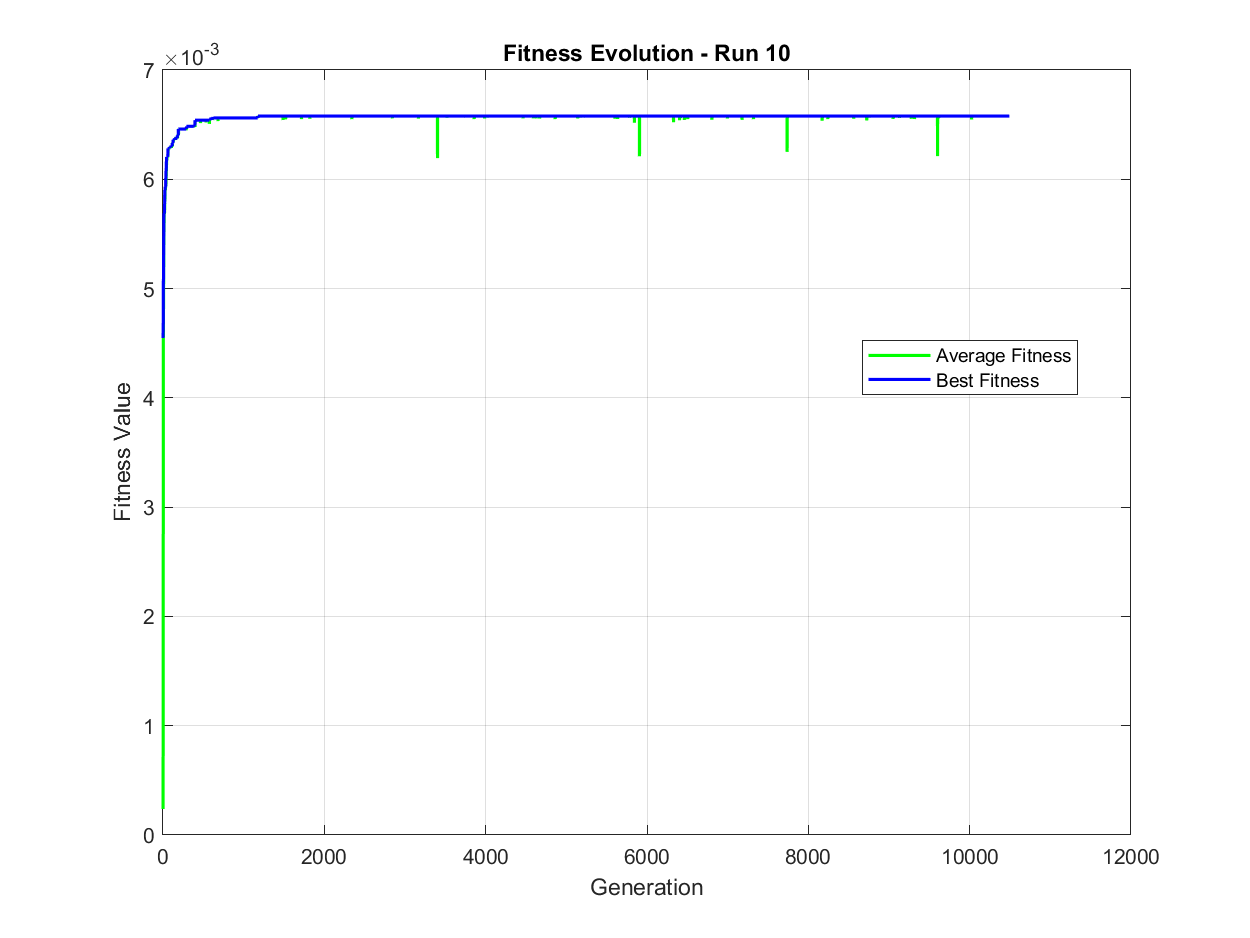 Fitness Evolution - Run 10
×10^-3
7
6
5
4
3
2
1
0
Fitness Value
Average Fitness
Best Fitness
0 2000 4000 6000 8000 10000 12000
Generation